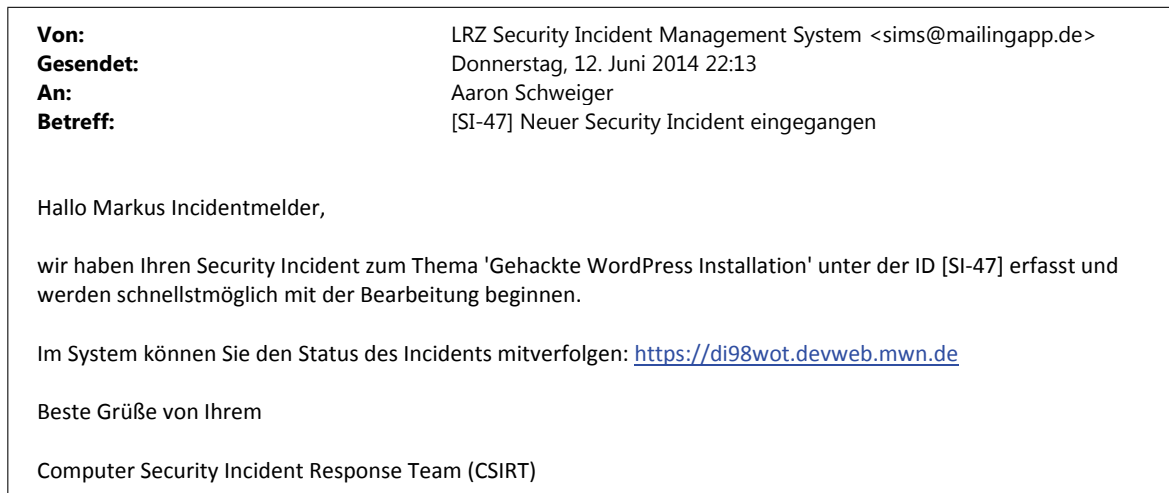 Von: LRZ Security Incident Management System <sims@mailingapp.de>
Gesendet: Donnerstag, 12. Juni 2014 22:13
An: Aaron Schweiger
Betreff: [SI-47] Neuer Security Incident eingegangen
Hallo Markus Incidentmelder,
wir haben Ihren Security Incident zum Thema 'Gehackte WordPress Installation' unter der ID [SI-47] erfasst und
werden schnellstmöglich mit der Bearbeitung beginnen.
Im System können Sie den Status des Incidents mitverfolgen: https://di98wot.devweb.mwn.de
Beste Grüße von Ihrem
Computer Security Incident Response Team (CSIRT)